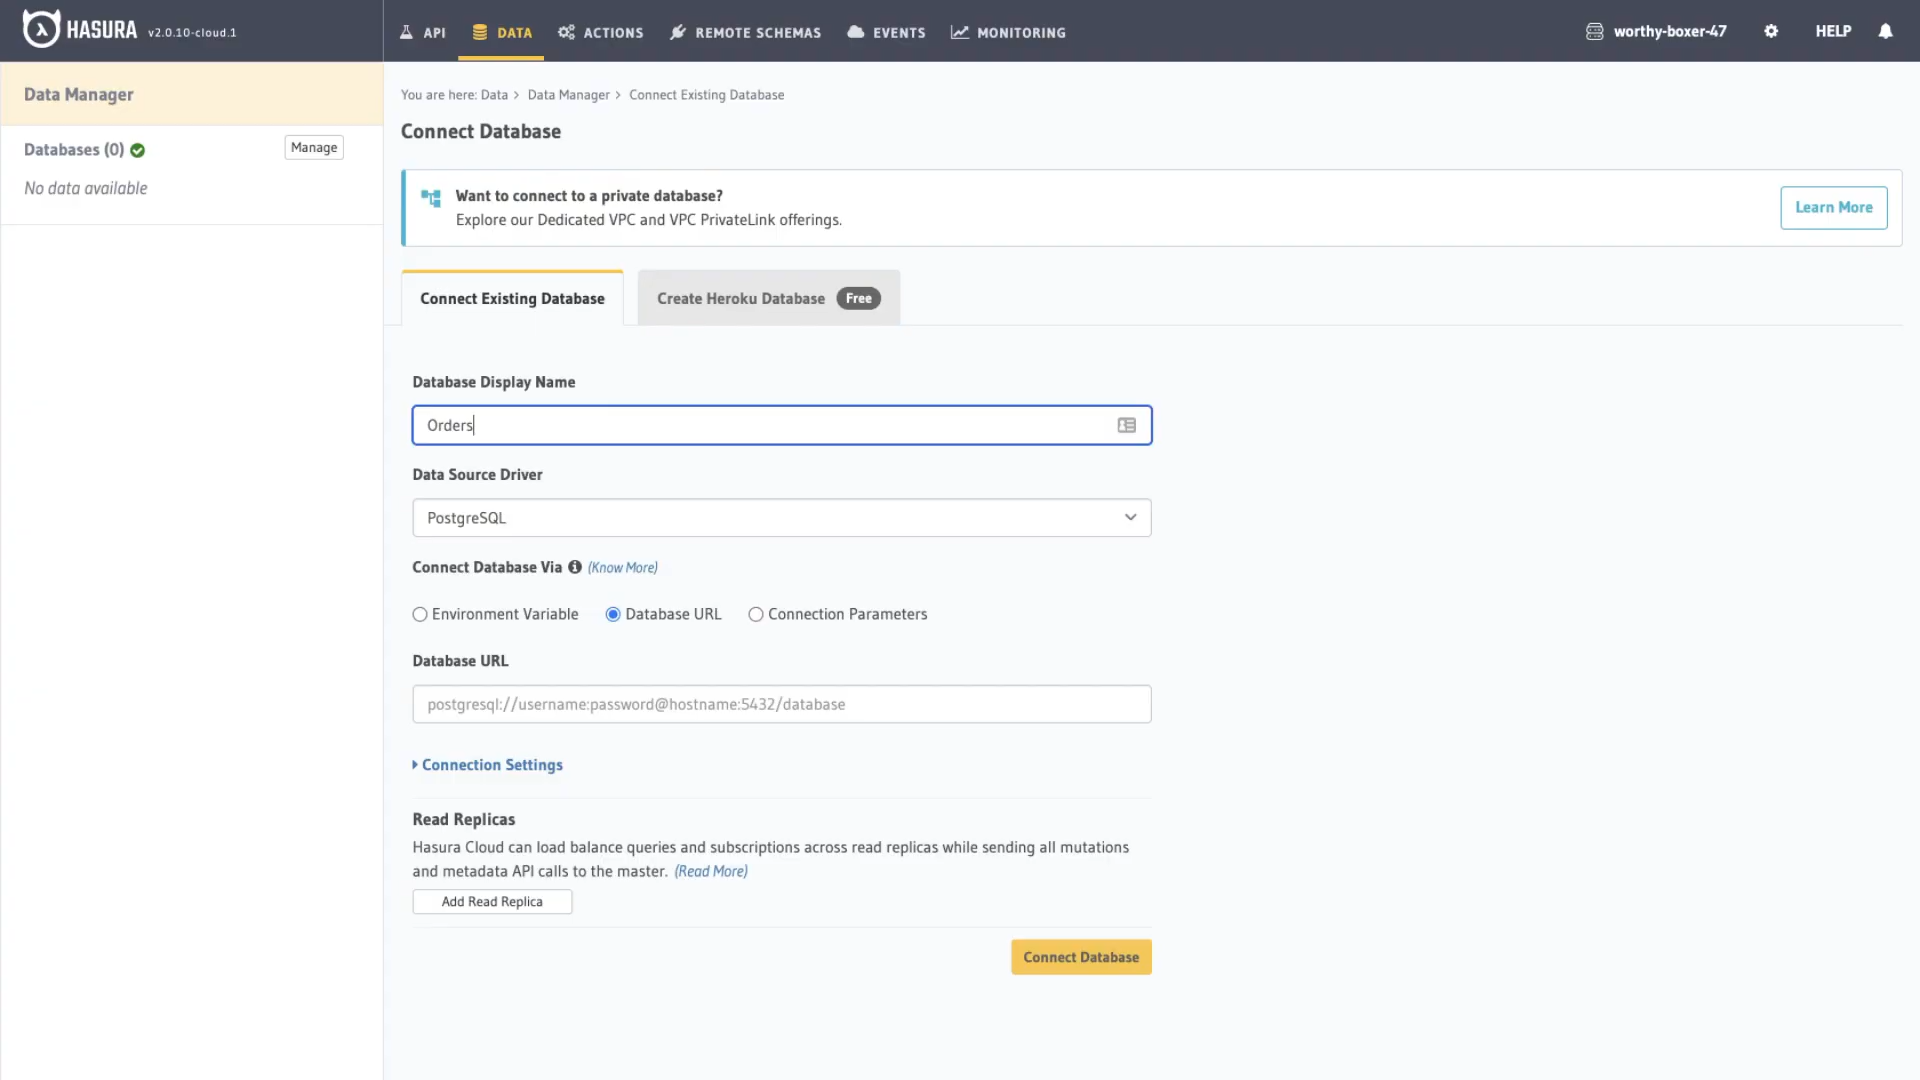 HASURA v2.0.10-cloud.1
API DATA ACTIONS REMOTE SCHEMAS EVENTS MONITORING
worthy-boxer-47 HELP
Data Manager
Databases (0) Manage
No data available
You are here: Data > Data Manager > Connect Existing Database
Connect Database
Want to connect to a private database?
Explore our Dedicated VPC and VPC PrivateLink offerings.
Learn More
Connect Existing Database Create Heroku Database Free
Database Display Name
Orders
Data Source Driver
PostgreSQL
Connect Database Via (Know More)
Environment Variable Database URL Connection Parameters
Database URL
postgresql://username:password@hostname:5432/database
Connection Settings
Read Replicas
Hasura Cloud can load balance queries and subscriptions across read replicas while sending all mutations
and metadata API calls to the master. (Read More)
Add Read Replica
Connect Database